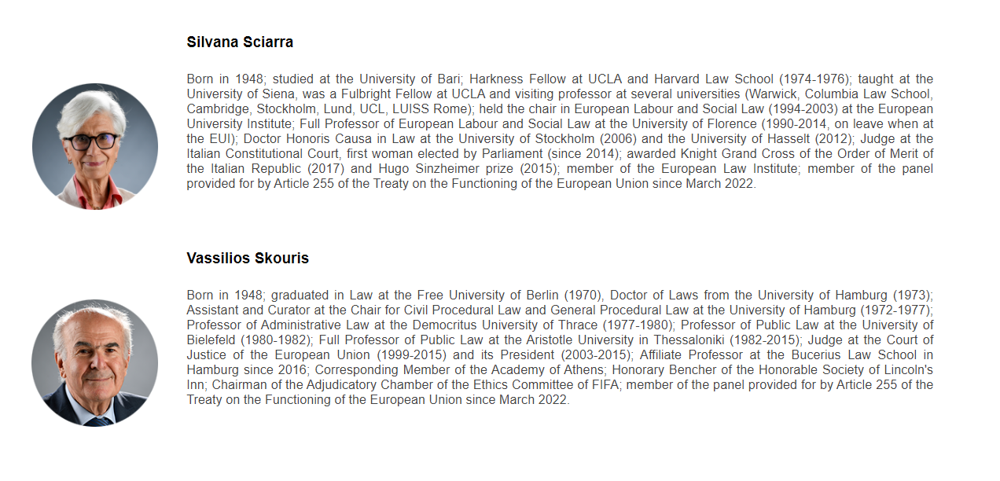 Silvana Sciarra
Born in 1948; studied at the University of Bari; Harkness Fellow at UCLA and Harvard Law School (1974-1976); taught at the
University of Siena, was a Fulbright Fellow at UCLA and visiting professor at several universities (Warwick, Columbia Law School,
Cambridge, Stockholm, Lund, UCL, LUISS Rome); held the chair in European Labour and Social Law (1994-2003) at the European
University Institute; Full Professor of European Labour and Social Law at the University of Florence (1990-2014, on leave when at
the EUI); Doctor Honoris Causa in Law at the University of Stockholm (2006) and the University of Hasselt (2012); Judge at the
Italian Constitutional Court, first woman elected by Parliament (since 2014); awarded Knight Grand Cross of the Order of Merit of
the Italian Republic (2017) and Hugo Sinzheimer prize (2015); member of the European Law Institute; member of the panel
provided for by Article 255 of the Treaty on the Functioning of the European Union since March 2022.
Vassilios Skouris
Born in 1948; graduated in Law at the Free University of Berlin (1970), Doctor of Laws from the University of Hamburg (1973);
Assistant and Curator at the Chair for Civil Procedural Law and General Procedural Law at the University of Hamburg (1972-1977);
Professor of Administrative Law at the Democritus University of Thrace (1977-1980); Professor of Public Law at the University of
Bielefeld (1980-1982); Full Professor of Public Law at the Aristotle University in Thessaloniki (1982-2015); Judge at the Court of
Justice of the European Union (1999-2015) and its President (2003-2015); Affiliate Professor at the Bucerius Law School in
Hamburg since 2016; Corresponding Member of the Academy of Athens; Honorary Bencher of the Honorable Society of Lincoln's
Inn; Chairman of the Adjudicatory Chamber of the Ethics Committee of FIFA; member of the panel provided for by Article 255 of the
Treaty on the Functioning of the European Union since March 2022.